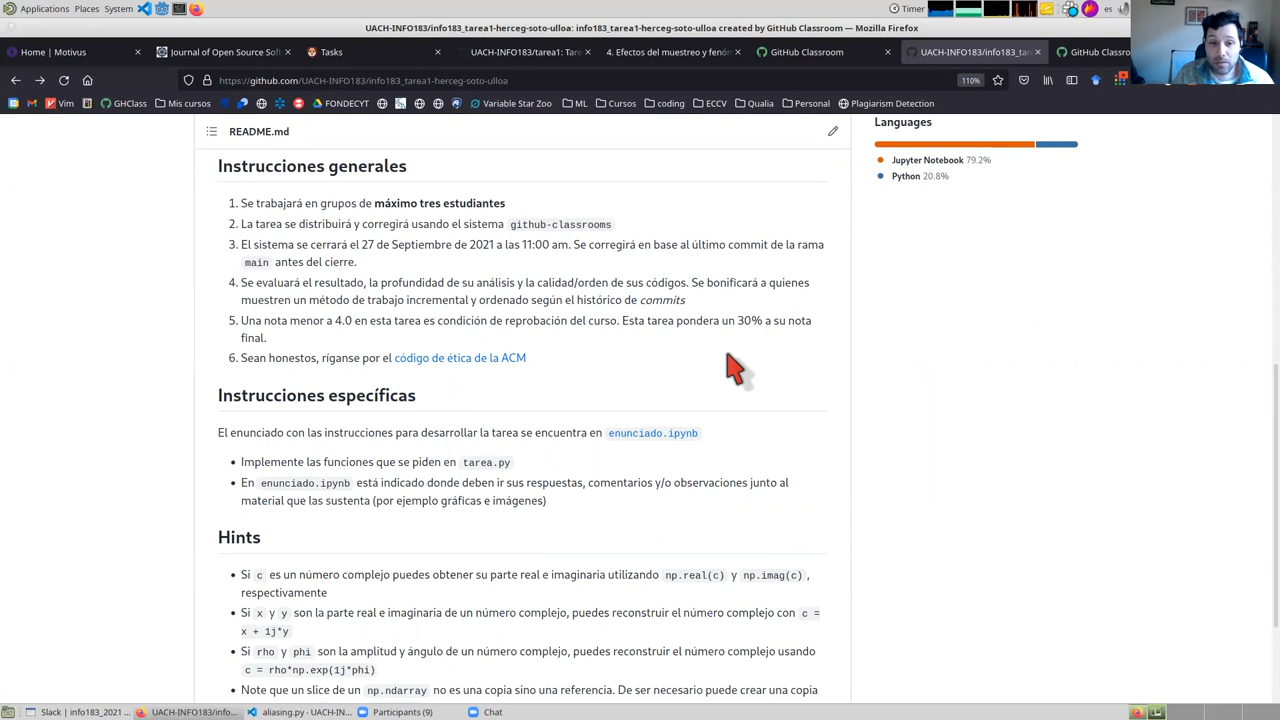 Applications Places System
Timer
es
UACH-INFO183/info183_tarea1-herceg-soto-ulloa: info183_tarea1-herceg-soto-ulloa created by GitHub Classroom — Mozilla Firefox
Home | Motivus
Journal of Open Source Soft
Tasks
UACH-INFO183/tarea1: Tare
4. Efectos del muestreo y fenóm
GitHub Classroom
UACH-INFO183/info183_tare
GitHub Classro
https://github.com/UACH-INFO183/info183_tarea1-herceg-soto-ulloa
110%
Vim
GHClass
Mis cursos
FONDECYT
Variable Star Zoo
ML
Cursos
coding
ECCV
Qualia
Personal
Plagiarism Detection
README.md
Instrucciones generales
1. Se trabajará en grupos de máximo tres estudiantes
2. La tarea se distribuirá y corregirá usando el sistema github-classrooms
3. El sistema se cerrará el 27 de Septiembre de 2021 a las 11:00 am. Se corregirá en base al último commit de la rama
main antes del cierre.
4. Se evaluará el resultado, la profundidad de su análisis y la calidad/orden de sus códigos. Se bonificará a quienes
muestren un método de trabajo incremental y ordenado según el histórico de commits
5. Una nota menor a 4.0 en esta tarea es condición de reprobación del curso. Esta tarea pondera un 30% a su nota
final.
6. Sean honestos, ríganse por el código de ética de la ACM
Instrucciones específicas
El enunciado con las instrucciones para desarrollar la tarea se encuentra en enunciado.ipynb
• Implemente las funciones que se piden en tarea.py
• En enunciado.ipynb está indicado donde deben ir sus respuestas, comentarios y/o observaciones junto al
material que las sustenta (por ejemplo gráficas e imágenes)
Hints
• Si c es un número complejo puedes obtener su parte real e imaginaria utilizando np.real(c) y np.imag(c) ,
respectivamente
• Si x y y son la parte real e imaginaria de un número complejo, puedes reconstruir el número complejo con c =
x + 1j*y
• Si rho y phi son la amplitud y ángulo de un número complejo, puedes reconstruir el número complejo usando
c = rho*np.exp(1j*phi)
• Note que un slice de un np.ndarray no es una copia sino una referencia. De ser necesario puede crear una copia
Languages
Jupyter Notebook 79.2%
Python 20.8%
Slack | info183_2021 ...
UACH-INFO183/info...
aliasing.py - UACH-IN...
Participants (9)
Chat